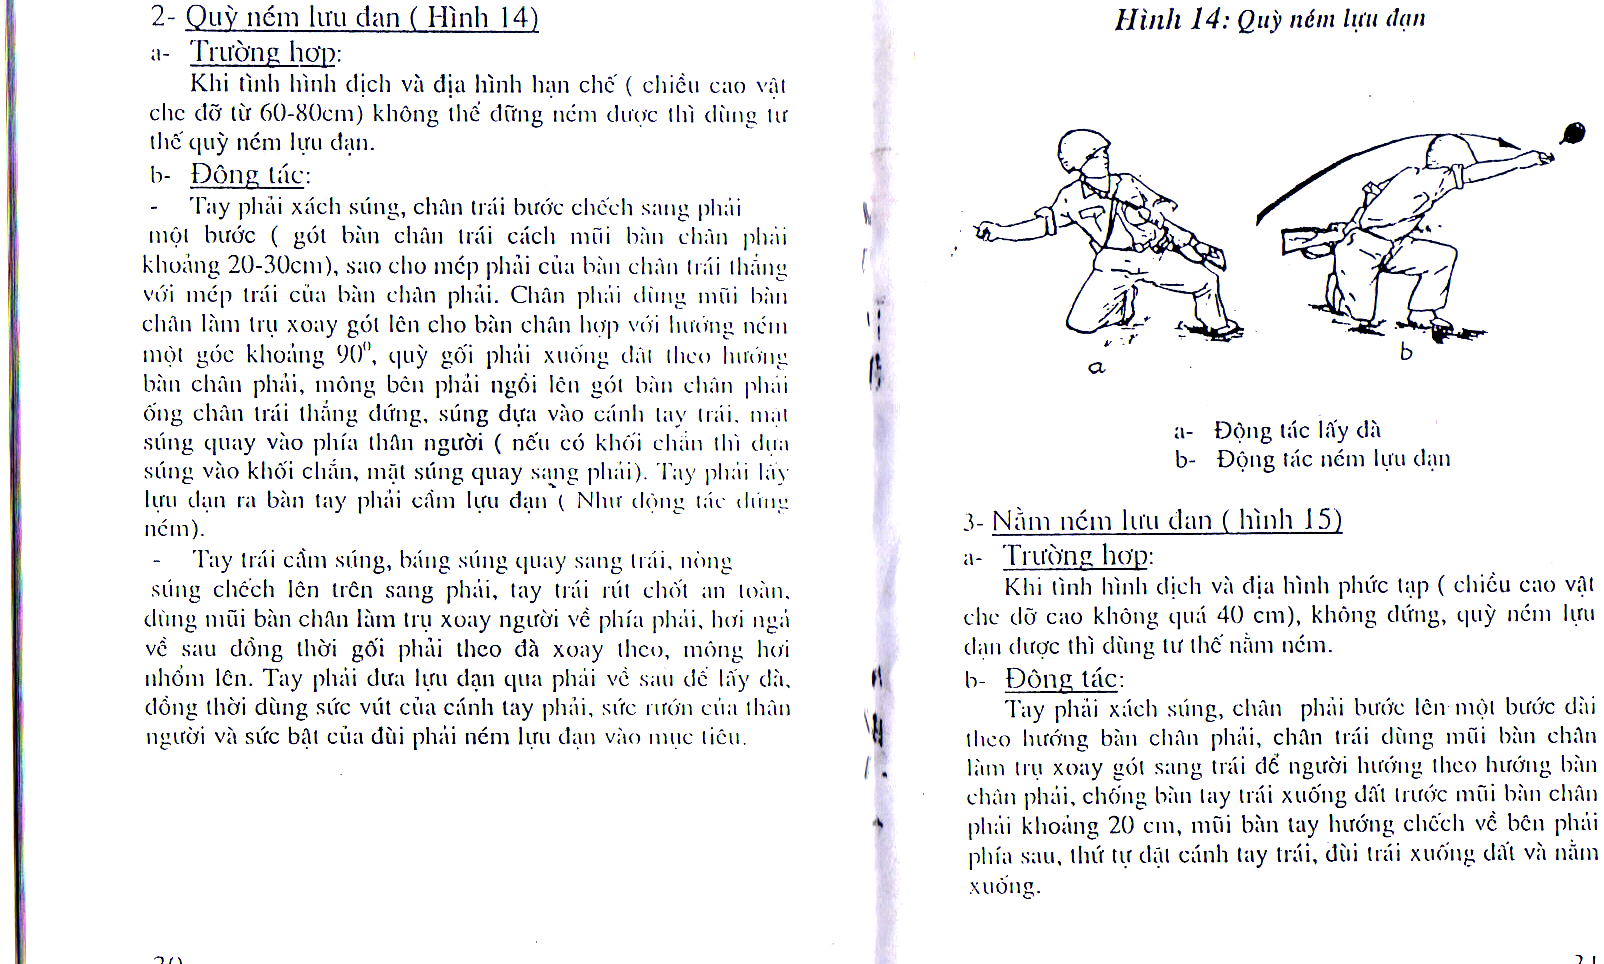 2- Quỳ ném lựu đạn ( Hình 14)
a- Trường hợp:
Khi tình hình địch và địa hình hạn chế ( chiều cao vật
che đỡ từ 60-80cm) không thể đứng ném được thì dùng tư
thế quỳ ném lựu đạn.
b- Động tác:
- Tay phải xách súng, chân trái bước chếch sang phải
một bước ( gót bàn chân trái cách mũi bàn chân phải
khoảng 20-30cm), sao cho mép phải của bàn chân trái thẳng
với mép trái của bàn chân phải. Chân phải dùng mũi bàn
chân làm trụ xoay gót lên cho bàn chân hợp với hướng ném
một góc khoảng 90⁰, quỳ gối phải xuống đất theo hướng
bàn chân phải, mông bên phải ngồi lên gót bàn chân phải
ống chân trái thẳng đứng, súng dựa vào cánh tay trái, mặt
súng quay vào phía thân người ( nếu có khối chắn thì dựa
súng vào khối chắn, mặt súng quay sang phải). Tay phải lấy
lựu đạn ra bàn tay phải cầm lựu đạn ( Như động tác đứng
ném).
- Tay trái cầm súng, báng súng quay sang trái, nòng
súng chếch lên trên sang phải, tay trái rút chốt an toàn,
dùng mũi bàn chân làm trụ xoay người về phía phải, hơi ngả
về sau đồng thời gối phải theo đà xoay theo, mông hơi
nhổm lên. Tay phải đưa lựu đạn qua phải về sau để lấy đà,
đồng thời dùng sức vút của cánh tay phải, sức rướn của thân
người và sức bật của đùi phải ném lựu đạn vào mục tiêu.
Hình 14: Quỳ ném lựu đạn
a
b
a- Động tác lấy đà
b- Động tác ném lựu đạn
3- Nằm ném lựu đạn ( hình 15)
a- Trường hợp:
Khi tình hình địch và địa hình phức tạp ( chiều cao vật
che đỡ cao không quá 40 cm), không đứng, quỳ ném lựu
đạn được thì dùng tư thế nằm ném.
b- Động tác:
Tay phải xách súng, chân phải bước lên một bước dài
theo hướng bàn chân phải, chân trái dùng mũi bàn chân
làm trụ xoay gót sang trái để người hướng theo hướng bàn
chân phải, chống bàn tay trái xuống đất trước mũi bàn chân
phải khoảng 20 cm, mũi bàn tay hướng chếch về bên phải
phía sau, thứ tự đặt cánh tay trái, đùi trái xuống đất và nằm
xuống.